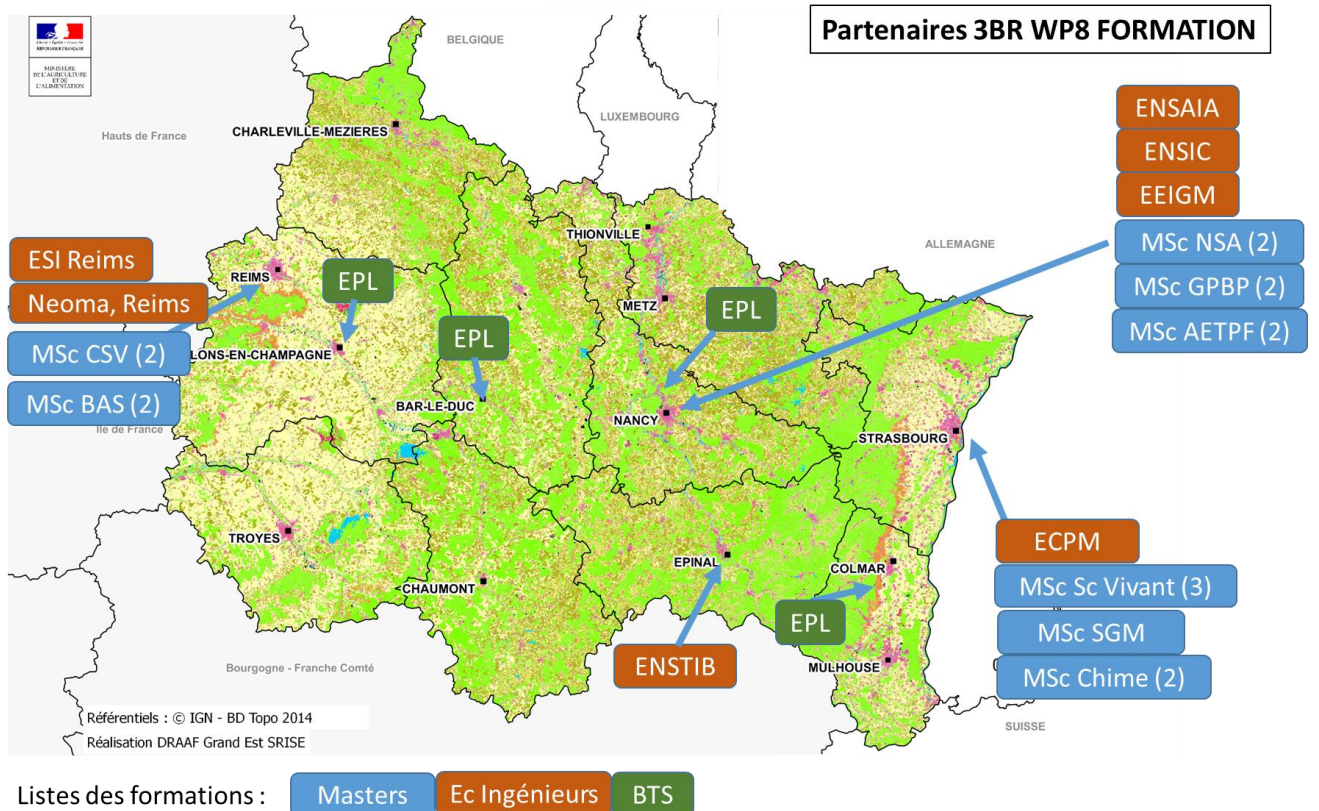 Partenaires 3BR WP8 FORMATION
RÉPUBLIQUE FRANÇAISE
MINISTÈRE
DE L'AGRICULTURE
ET DE
L'ALIMENTATION
BELGIQUE
LUXEMBOURG
Hauts de France
CHARLEVILLE-MEZIERES
ENSAIA
ENSIC
EEIGM
MSc NSA (2)
MSc GPBP (2)
MSc AETPF (2)
THIONVILLE
ALLEMAGNE
ESI Reims
Neoma, Reims
MSc CSV (2)
MSc BAS (2)
REIMS
EPL
METZ
EPL
EPL
LONS-EN-CHAMPAGNE
BAR-LE-DUC
NANCY
Ile de France
STRASBOURG
TROYES
CHAUMONT
EPINAL
COLMAR
EPL
ENSTIB
MULHOUSE
ECPM
MSc Sc Vivant (3)
MSc SGM
MSc Chime (2)
Bourgogne - Franche Comté
SUISSE
Référentiels : © IGN - BD Topo 2014
Réalisation DRAAF Grand Est SRISE
Listes des formations : Masters Ec Ingénieurs BTS